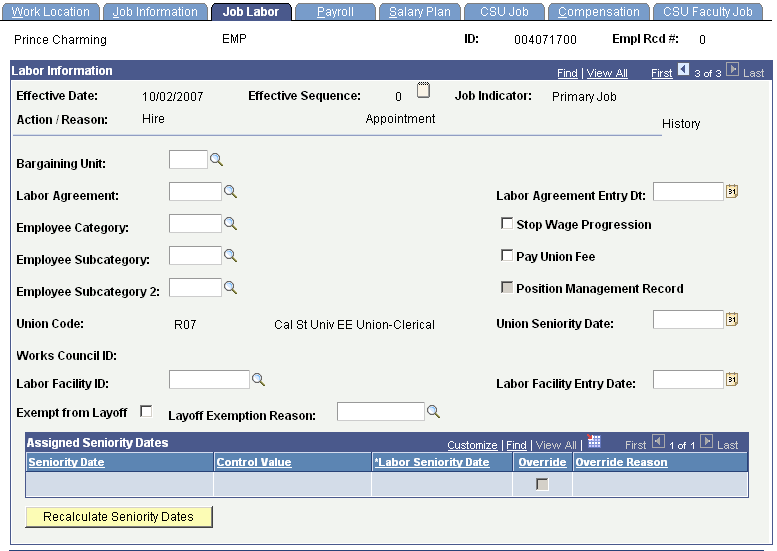 Work Location Job Information Job Labor Payroll Salary Plan CSU Job Compensation CSU Faculty Job
Prince Charming EMP ID: 004071700 Empl Rcd #: 0
Labor Information Find | View All First 3 of 3 Last
Effective Date: 10/02/2007 Effective Sequence: 0 Job Indicator: Primary Job
Action / Reason: Hire Appointment
History
Bargaining Unit:
Labor Agreement: Labor Agreement Entry Dt: 31
Employee Category: Stop Wage Progression
Employee Subcategory: Pay Union Fee
Employee Subcategory 2: Position Management Record
Union Code: R07 Cal St Univ EE Union-Clerical Union Seniority Date: 31
Works Council ID:
Labor Facility ID: Labor Facility Entry Date: 31
Exempt from Layoff Layoff Exemption Reason:
Assigned Seniority Dates Customize | Find | View All | First 1 of 1 Last
Seniority Date Control Value *Labor Seniority Date Override Override Reason
Recalculate Seniority Dates